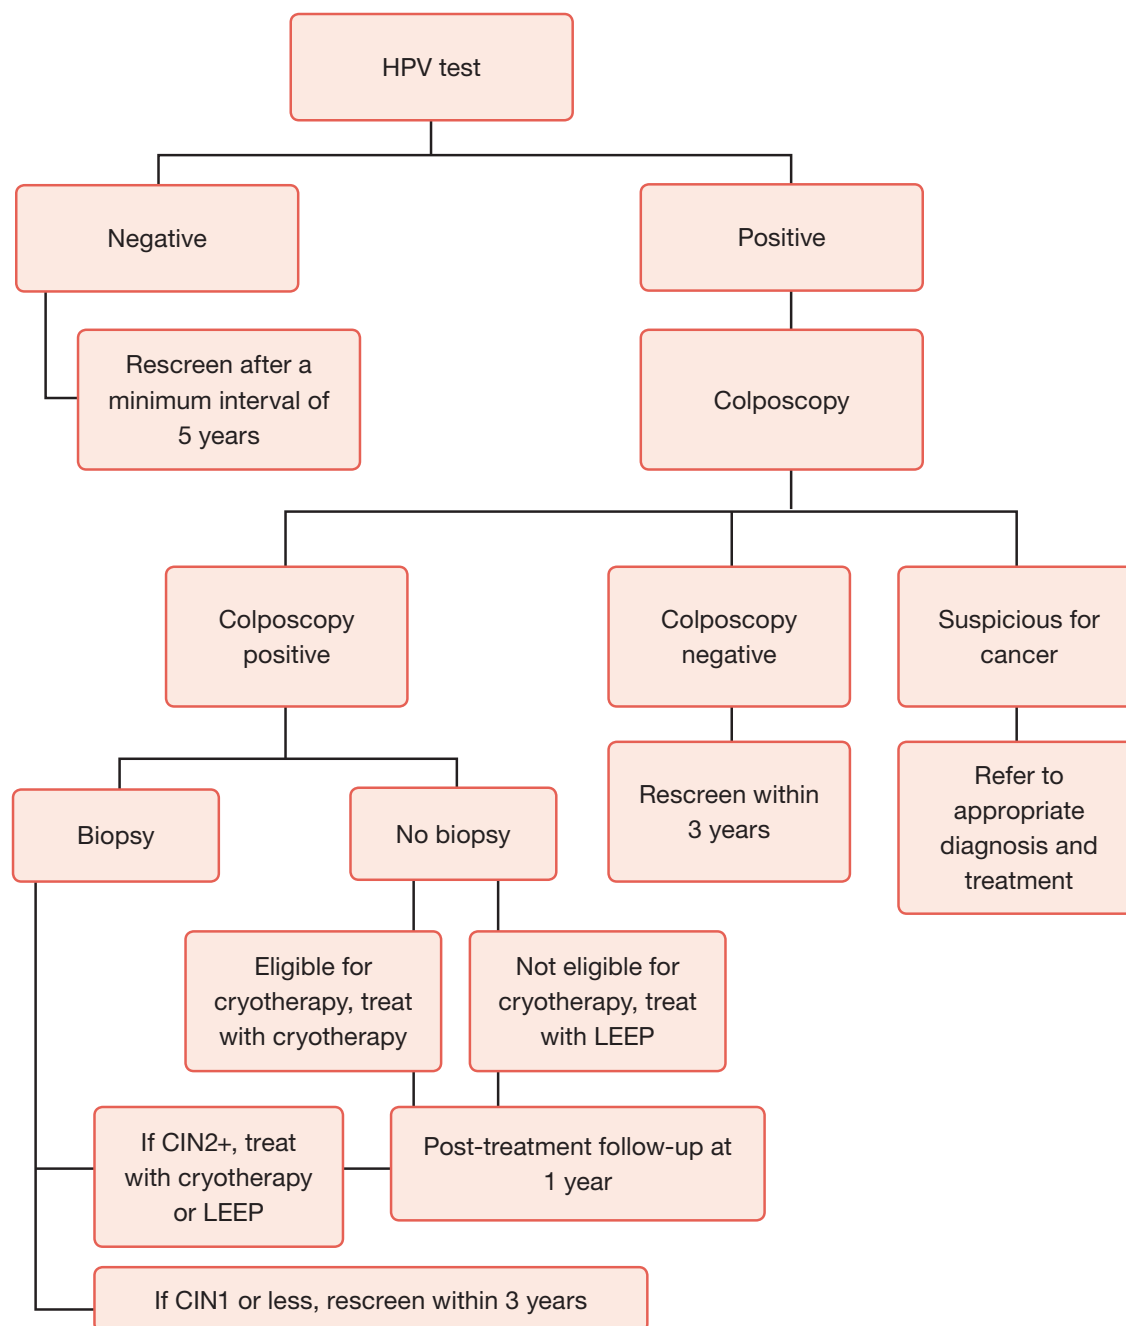 HPV test
Negative
Positive
Rescreen after a
minimum interval of
5 years
Colposcopy
Colposcopy
positive
Colposcopy
negative
Suspicious for
cancer
Biopsy
No biopsy
Rescreen within
3 years
Refer to
appropriate
diagnosis and
treatment
Eligible for
cryotherapy, treat
with cryotherapy
Not eligible for
cryotherapy, treat
with LEEP
If CIN2+, treat
with cryotherapy
or LEEP
Post-treatment follow-up at
1 year
If CIN1 or less, rescreen within 3 years